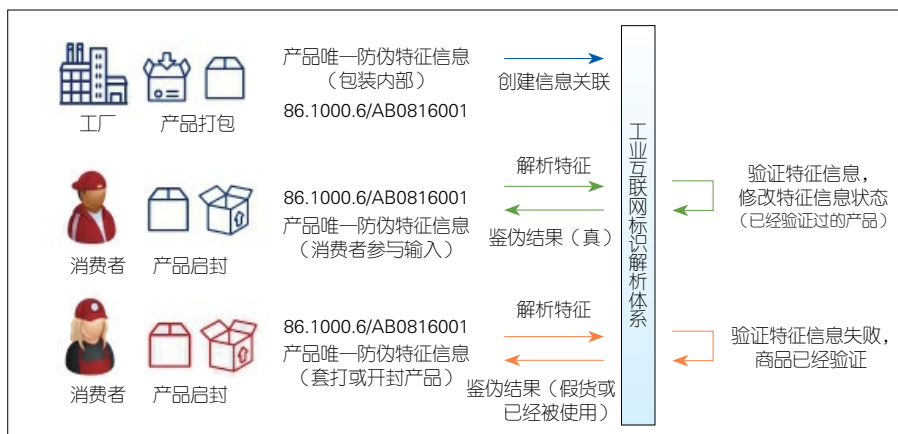 产品唯一防伪特征信息
（包装内部）
86.1000.6/AB0816001
工厂
产品打包
创建信息关联
86.1000.6/AB0816001
产品唯一防伪特征信息
（消费者参与输入）
消费者
产品启封
解析特征
鉴伪结果（真）
验证特征信息，
修改特征信息状态
（已经验证过的产品）
86.1000.6/AB0816001
产品唯一防伪特征信息
（套打或开封产品）
消费者
产品启封
解析特征
鉴伪结果（假货或
已经被使用）
验证特征信息失败，
商品已经验证
工业互联网标识解析体系